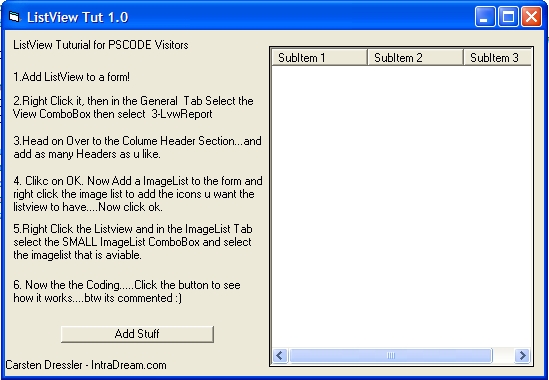 ListView Tut 1.0
ListView Tuturial for PSCODE Visitors
1.Add ListView to a form!
2.Right Click it, then in the General  Tab Select the
View ComboBox then select  3-LvwReport
3.Head on Over to the Colume Header Section...and
add as many Headers as u like.
4. Clikc on OK. Now Add a ImageList to the form and
right click the image list to add the icons u want the
listview to have....Now click ok.
5.Right Click the Listview and in the ImageList Tab
select the SMALL ImageList ComboBox and select
the imagelist that is aviable.
6. Now the the Coding.....Click the button to see
how it works....btw its commented :)
Add Stuff
Carsten Dressler - IntraDream.com
SubItem 1
SubItem 2
SubItem 3